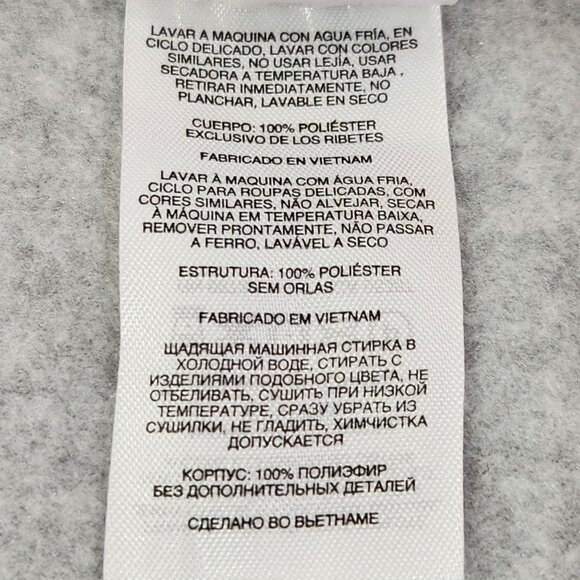 LAVAR A MAQUINA CON AGUA FRÍA, EN
CICLO DELICADO, LAVAR CON COLORES
SIMILARES, NO USAR LEJÍA, USAR
SECADORA A TEMPERATURA BAJA ,
RETIRAR INMEDIATAMENTE, NO
PLANCHAR, LAVABLE EN SECO
CUERPO: 100% POLIÉSTER
EXCLUSIVO DE LOS RIBETES
FABRICADO EN VIETNAM
LAVAR À MAQUINA COM ÁGUA FRIA,
CICLO PARA ROUPAS DELICADAS, COM
CORES SIMILARES, NÃO ALVEJAR, SECAR
À MÁQUINA EM TEMPERATURA BAIXA,
REMOVER PRONTAMENTE, NÃO PASSAR
A FERRO, LAVÁVEL A SECO
ESTRUTURA: 100% POLIÉSTER
SEM ORLAS
FABRICADO EM VIETNAM
ЩАДЯЩАЯ МАШИННАЯ СТИРКА В
ХОЛОДНОЙ ВОДЕ, СТИРАТЬ С
ИЗДЕЛИЯМИ ПОДОБНОГО ЦВЕТА, НЕ
ОТБЕЛИВАТЬ, СУШИТЬ ПРИ НИЗКОЙ
ТЕМПЕРАТУРЕ, СРАЗУ УБРАТЬ ИЗ
СУШИЛКИ, НЕ ГЛАДИТЬ, ХИМЧИСТКА
ДОПУСКАЕТСЯ
КОРПУС: 100% ПОЛИЭФИР
БЕЗ ДОПОЛНИТЕЛЬНЫХ ДЕТАЛЕЙ
СДЕЛАНО ВО ВЬЕТНАМЕ